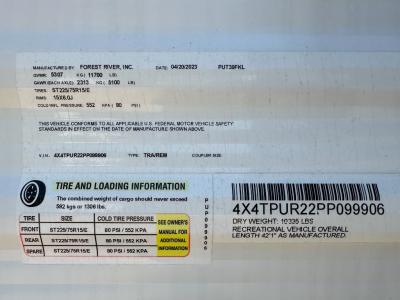 MANUFACTURED BY: FOREST RIVER, INC. DATE: 04/20/2023 PUT39FKL
GVWR: 5307 KG ( 11700 LB)
GAWR (EACH AXLE): 2313 KG ( 5100 LB)
TIRES: ST225/75R15/E
RIMS: 15X6.0J
COLD INFL. PRESSURE: 552 KPA ( 80 PSI )
THIS VEHICLE CONFORMS TO ALL APPLICABLE U.S. FEDERAL MOTOR VEHICLE SAFETY
STANDARDS IN EFFECT ON THE DATE OF MANUFACTURE SHOWN ABOVE.
V.I.N.: 4X4TPUR22PP099906 TYPE: TRA/REM COUPLER SIZE:
TIRE AND LOADING INFORMATION
The combined weight of cargo should never exceed
592 kgs or 1306 lbs.
TIRE SIZE COLD TIRE PRESSURE
FRONT ST225/75R15/E 80 PSI / 552 KPA
REAR ST225/75R15/E 80 PSI / 552 KPA
SPARE ST225/75R15/E 80 PSI / 552 KPA
SEE OWNER'S
MANUAL FOR
ADDITIONAL
INFORMATION
PUP099906
4X4TPUR22PP099906
DRY WEIGHT: 10335 LBS
RECREATIONAL VEHICLE OVERALL
LENGTH 42'1" AS MANUFACTURED.